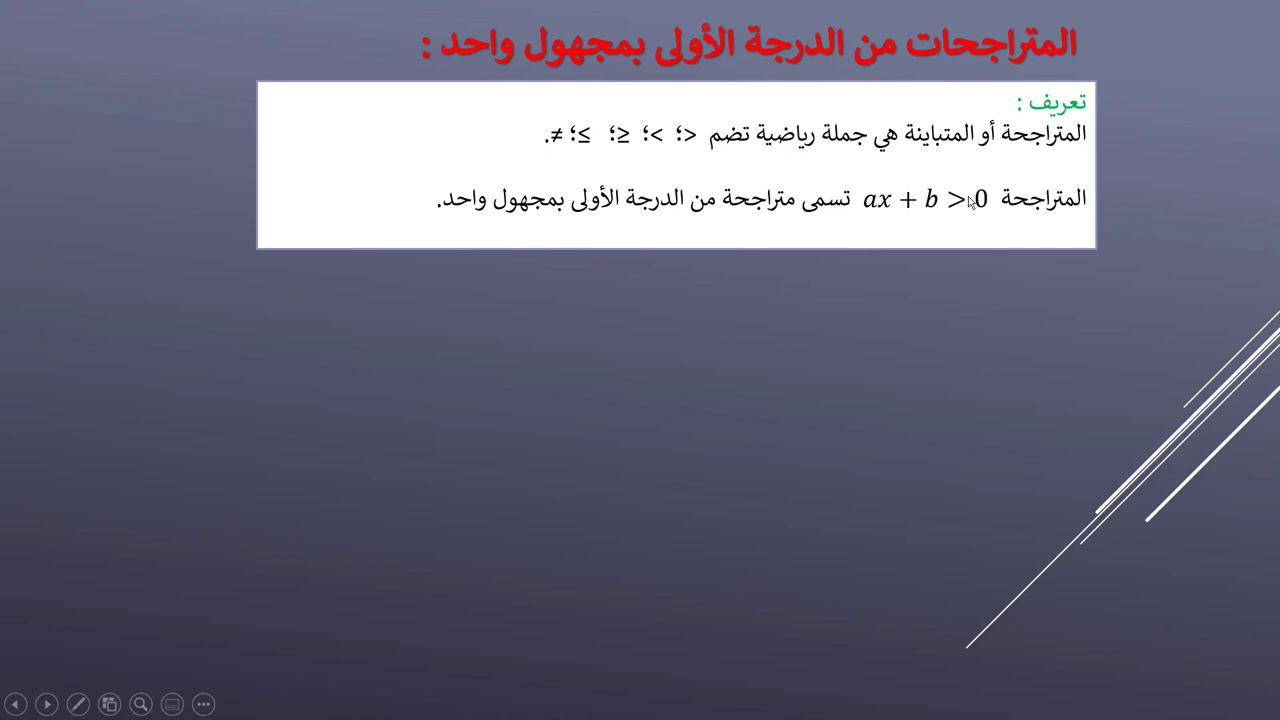 المتراجحات من الدرجة الأولى بمجهول واحد :
تعريف :
المتراجحة أو المتباينة هي جملة رياضية تضم >؛ <؛ ≥؛ ≤؛ ≠.
المتراجحة ax + b > 0 تسمى متراجحة من الدرجة الأولى بمجهول واحد.